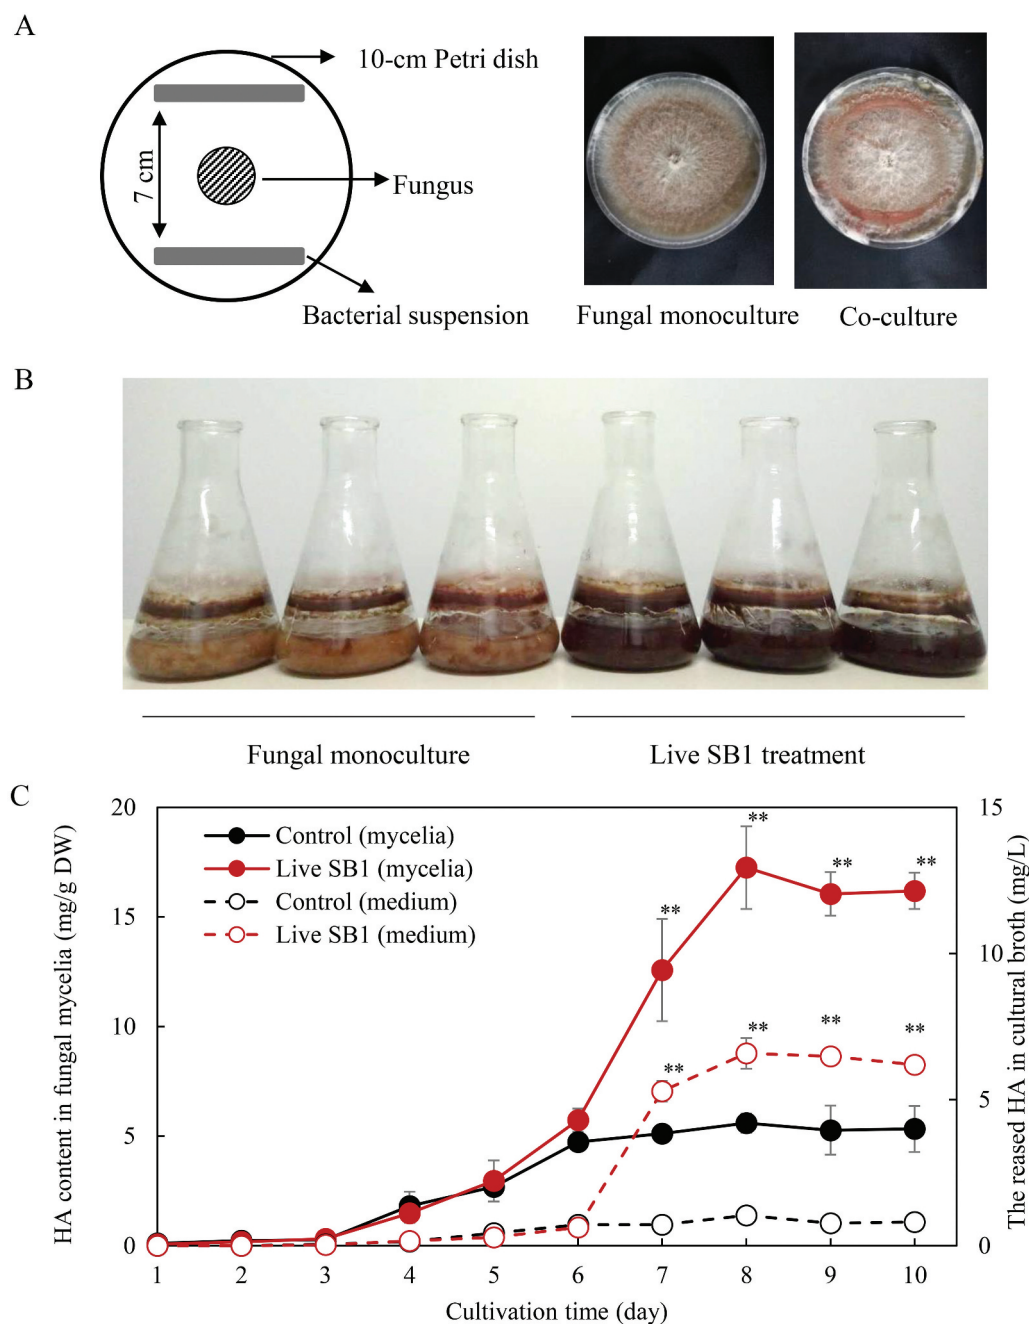 A
10-cm Petri dish
7 cm
Fungus
Bacterial suspension
Fungal monoculture
Co-culture
B
Fungal monoculture
Live SB1 treatment
C
HA content in fungal mycelia (mg/g DW)
20
15
10
5
0
Control (mycelia)
Live SB1 (mycelia)
Control (medium)
Live SB1 (medium)
**
**
**
**
**
**
**
**
15
10
5
0
The reased HA in cultural broth (mg/L)
1 2 3 4 5 6 7 8 9 10
Cultivation time (day)